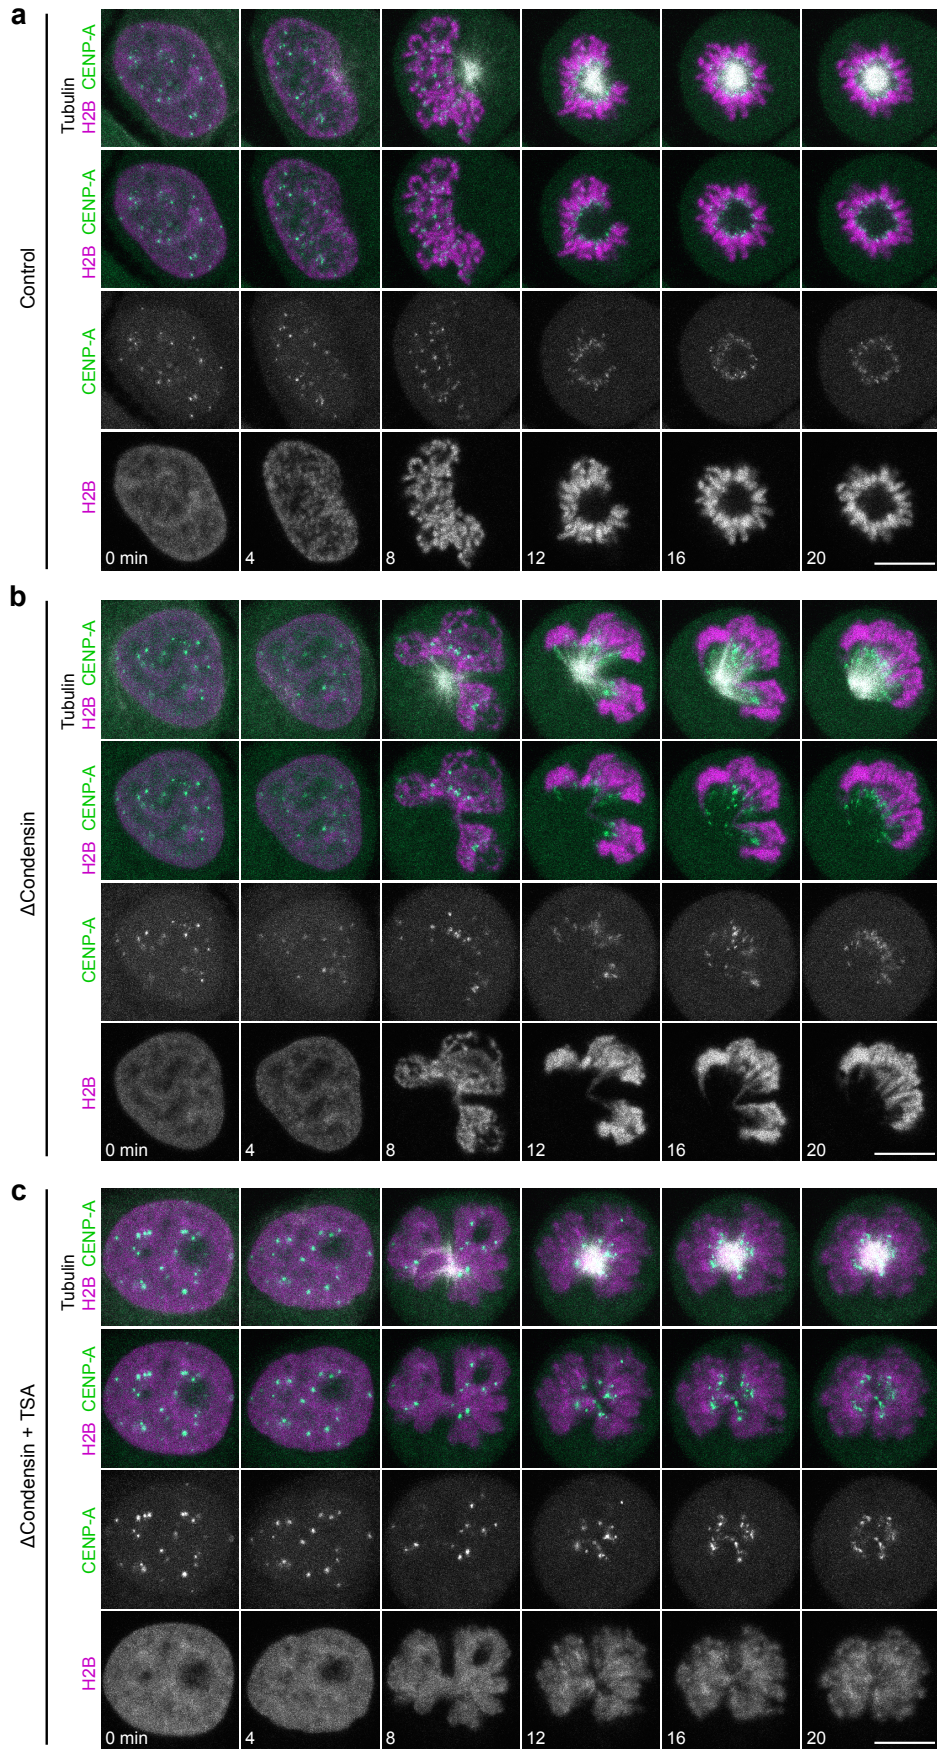 a
Control
Tubulin
H2B CENP-A
H2B CENP-A
CENP-A
H2B
0 min
4
8
12
16
20
b
ΔCondensin
Tubulin
H2B CENP-A
H2B CENP-A
CENP-A
H2B
0 min
4
8
12
16
20
c
ΔCondensin + TSA
Tubulin
H2B CENP-A
H2B CENP-A
CENP-A
H2B
0 min
4
8
12
16
20